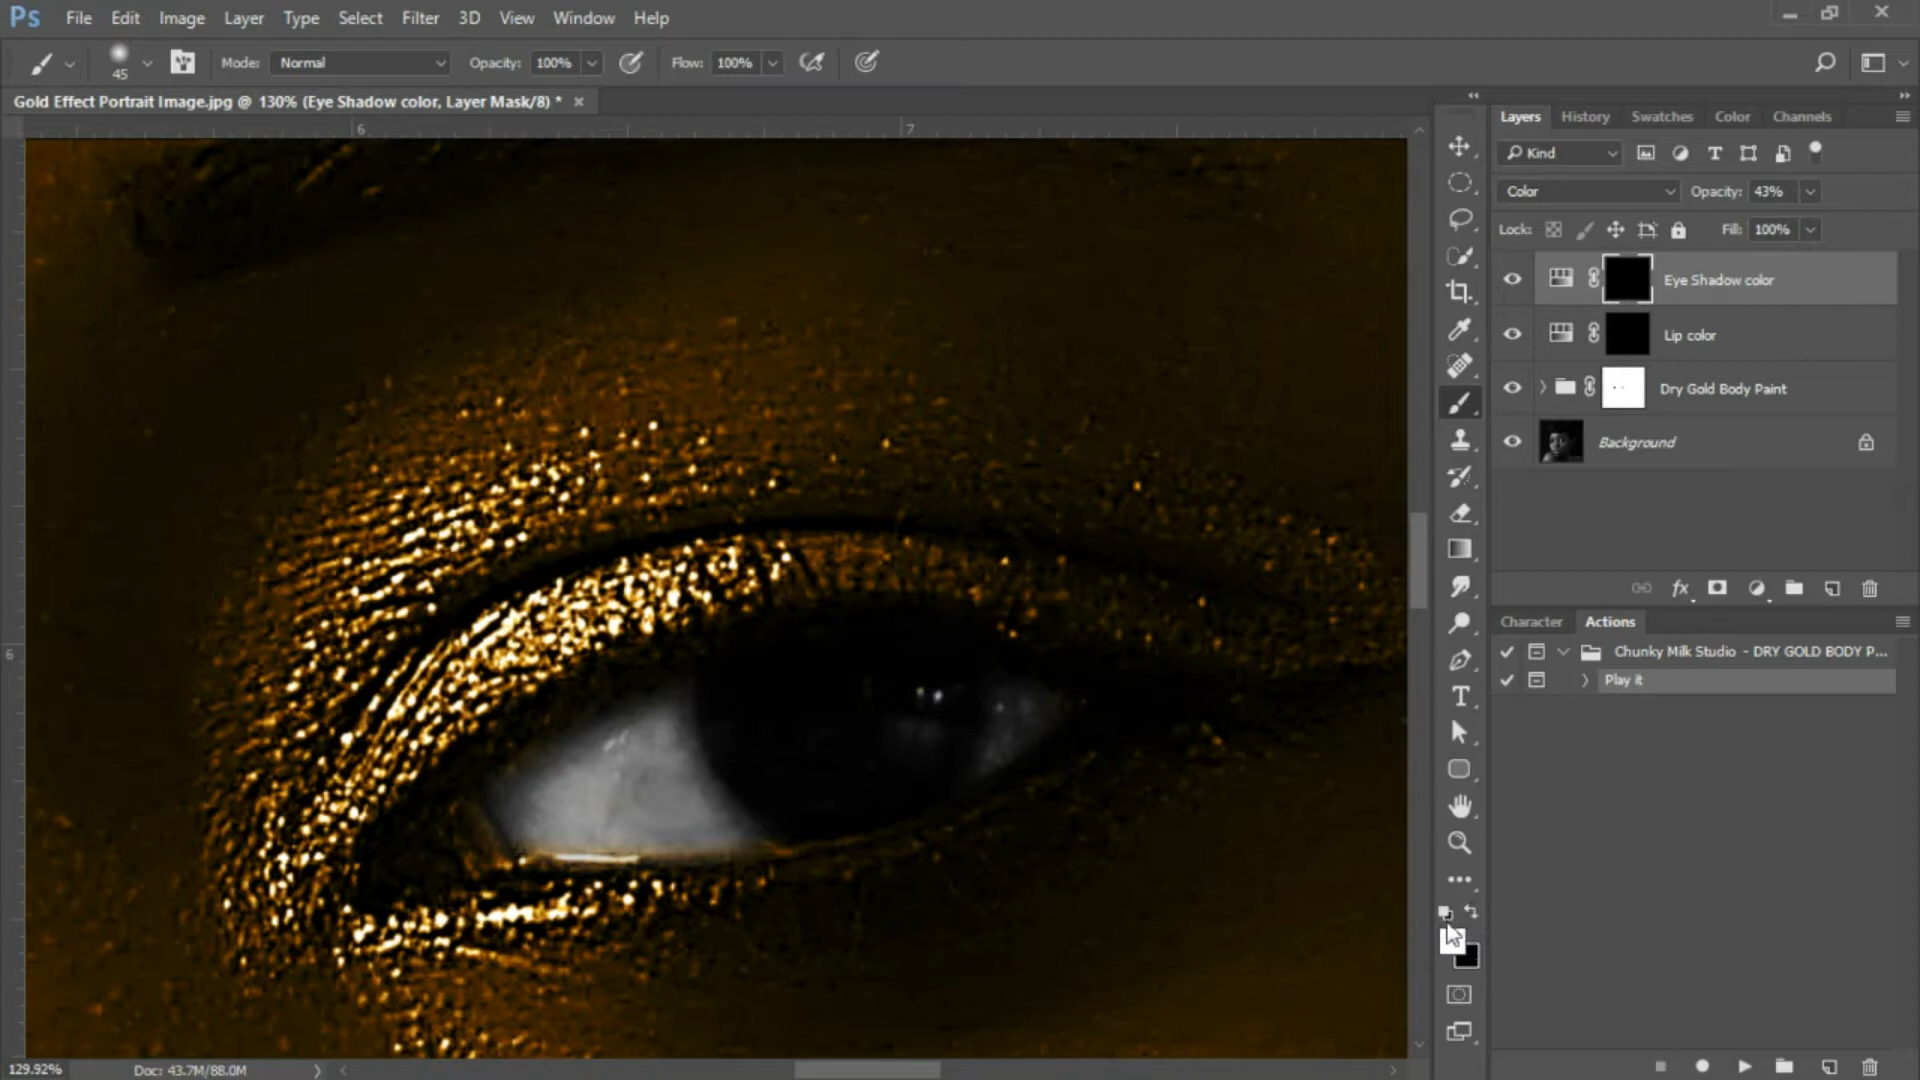 Ps File Edit Image Layer Type Select Filter 3D View Window Help
45 Mode: Normal Opacity: 100% Flow: 100%
Gold Effect Portrait Image.jpg @ 130% (Eye Shadow color, Layer Mask/8) * ×
6 7
Layers History Swatches Color Channels
Kind
Color Opacity: 43%
Lock: Fill: 100%
Eye Shadow color
Lip color
Dry Gold Body Paint
Background
fx
Character Actions
Chunky Milk Studio - DRY GOLD BODY P...
Play it
6
129.92% Doc: 43.7M/88.0M